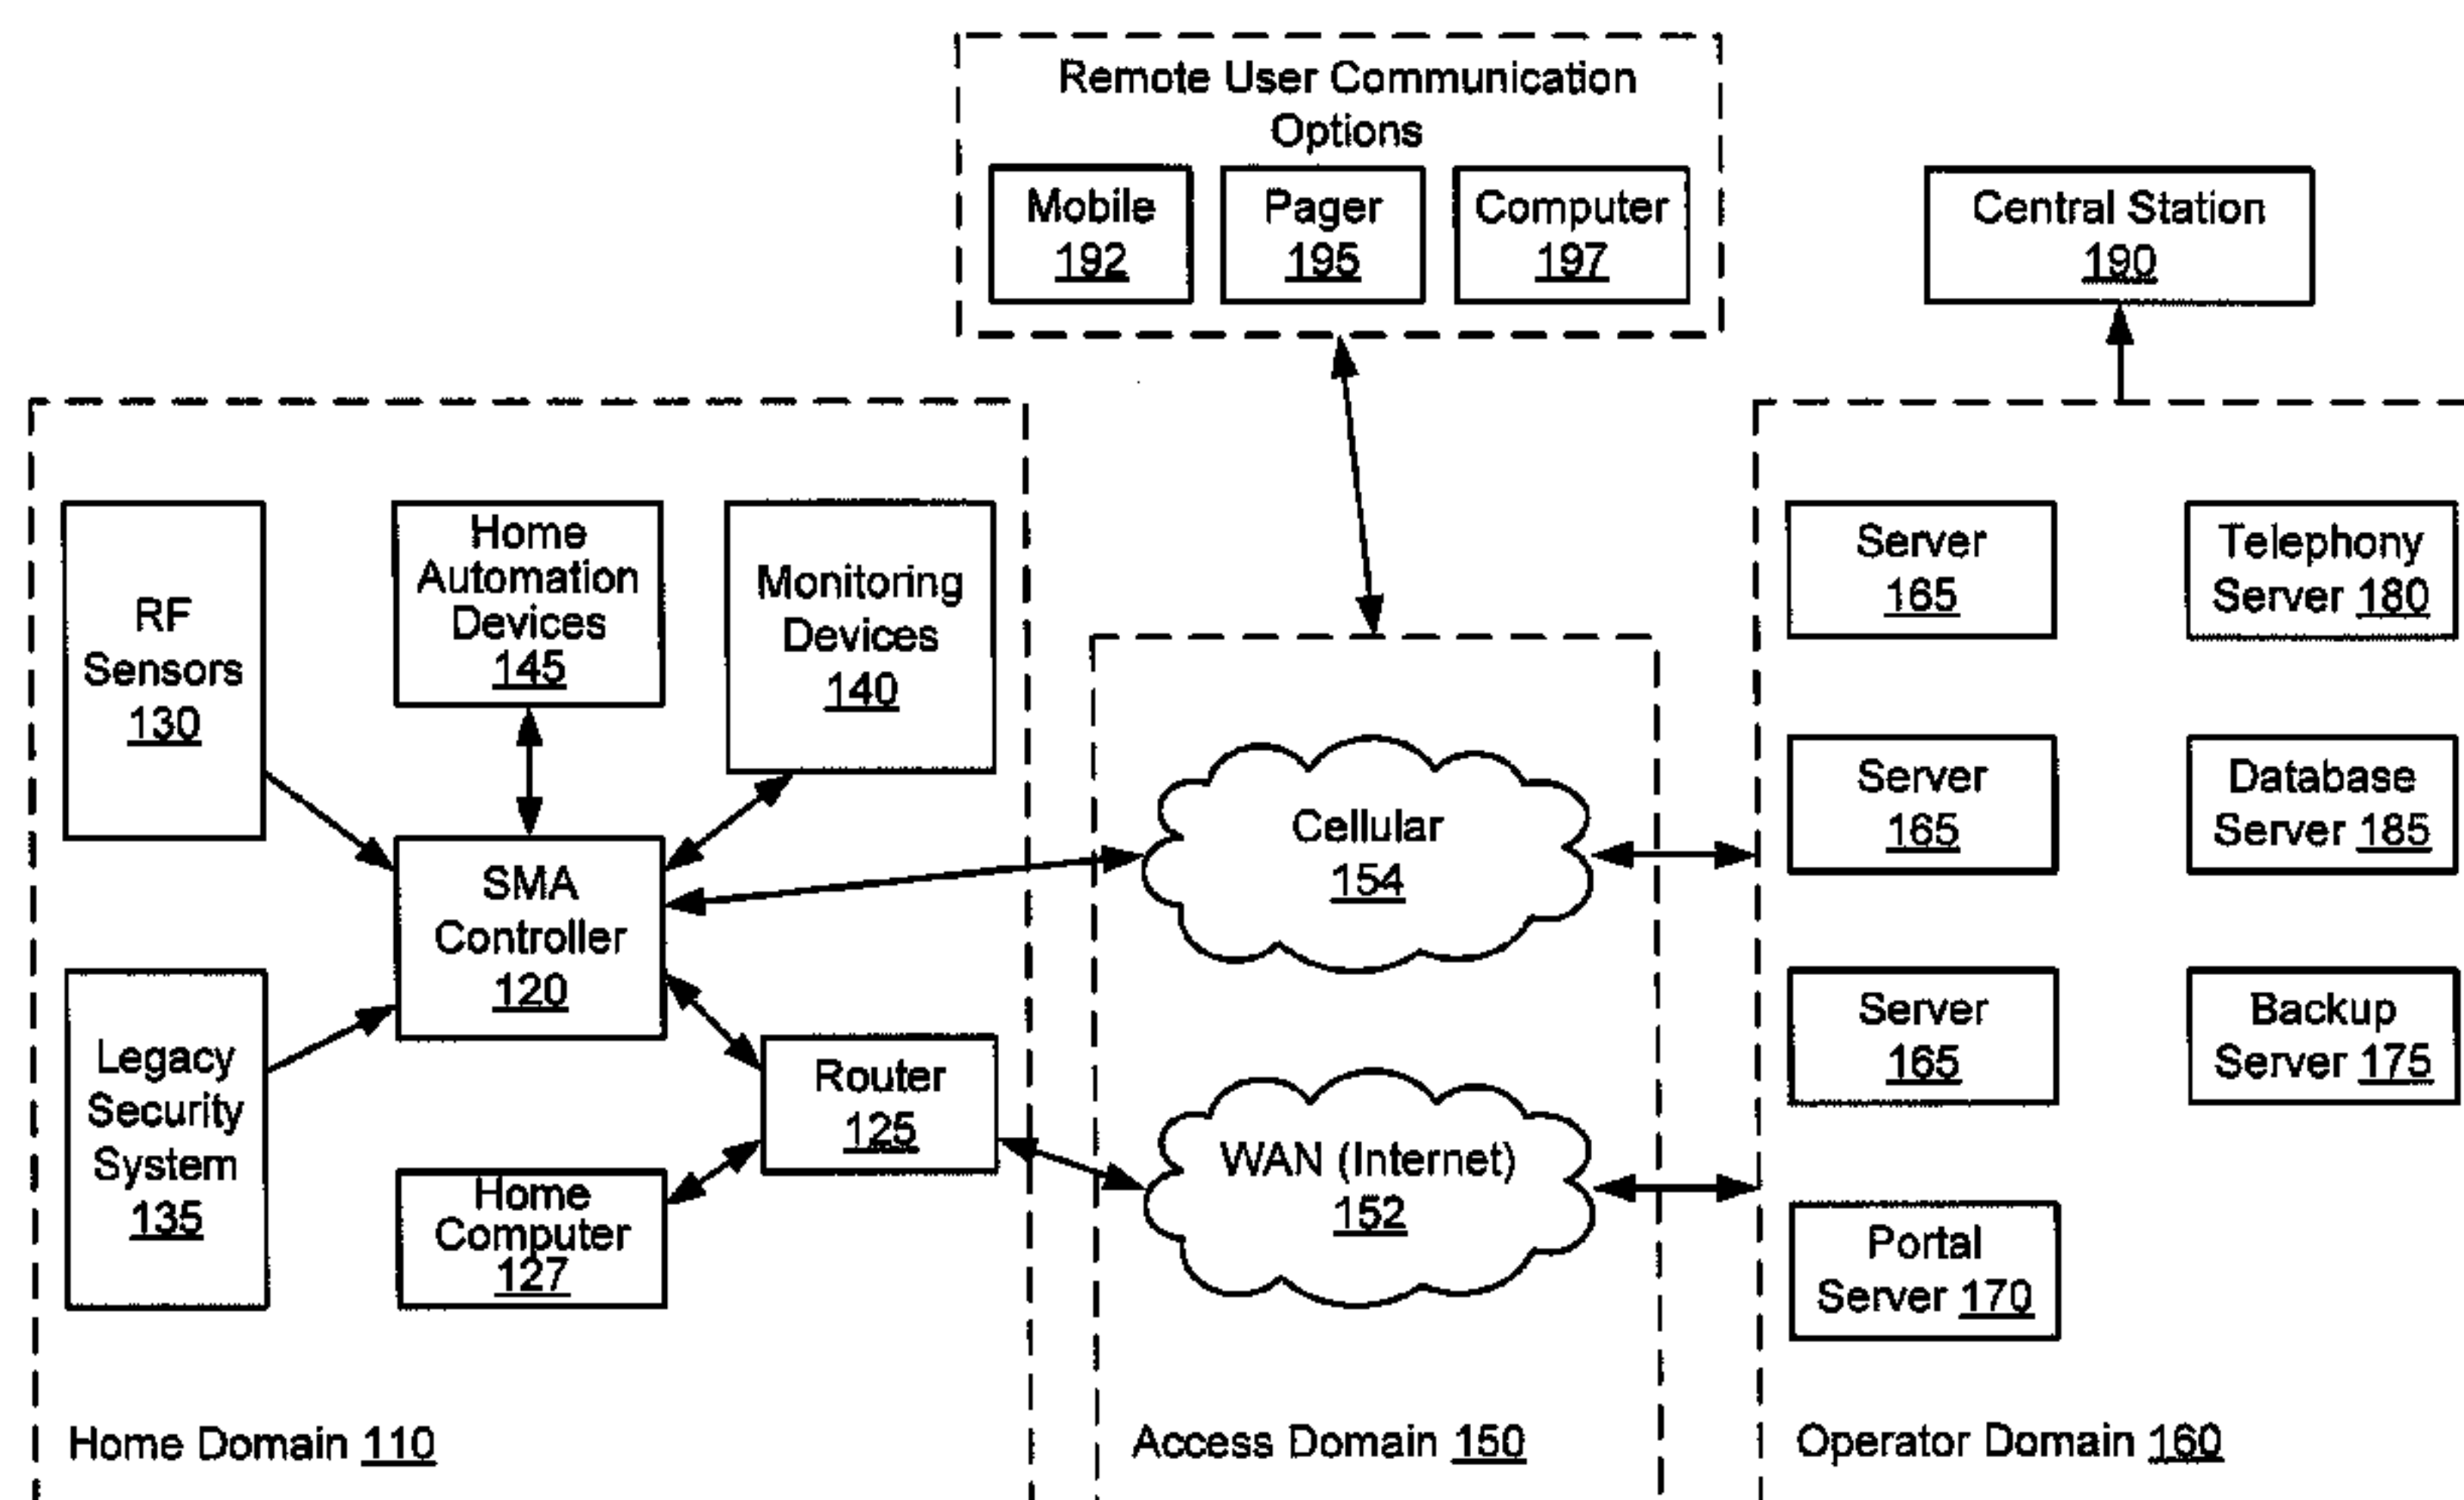 Remote User Communication
Options
Mobile
192
Pager
195
Computer
197
Central Station
190
RF
Sensors
130
Home
Automation
Devices
145
Monitoring
Devices
140
SMA
Controller
120
Legacy
Security
System
135
Router
125
Home
Computer
127
Home Domain 110
Cellular
154
WAN (Internet)
152
Access Domain 150
Server
165
Telephony
Server 180
Server
165
Database
Server 185
Server
165
Backup
Server 175
Portal
Server 170
Operator Domain 160